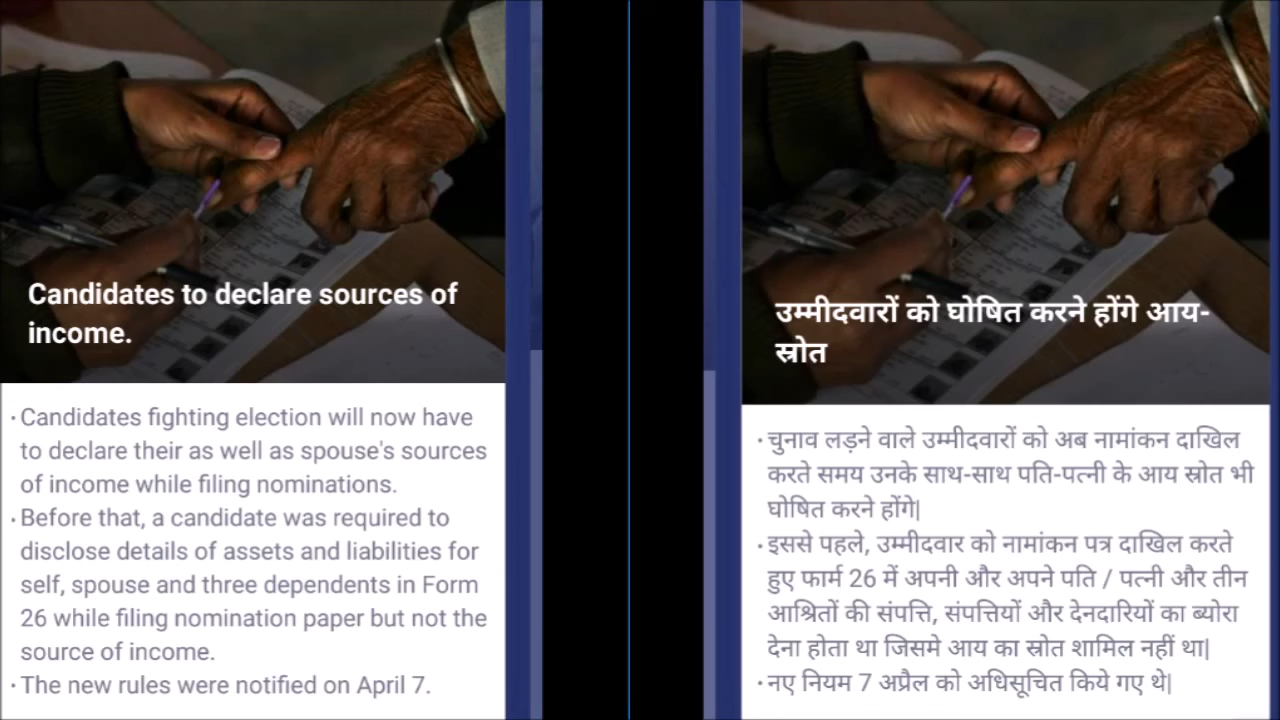 Candidates to declare sources of
income.
· Candidates fighting election will now have
to declare their as well as spouse's sources
of income while filing nominations.
· Before that, a candidate was required to
disclose details of assets and liabilities for
self, spouse and three dependents in Form
26 while filing nomination paper but not the
source of income.
· The new rules were notified on April 7.
उम्मीदवारों को घोषित करने होंगे आय-
स्रोत
· चुनाव लड़ने वाले उम्मीदवारों को अब नामांकन दाखिल
करते समय उनके साथ-साथ पति-पत्नी के आय स्रोत भी
घोषित करने होंगे|
· इससे पहले, उम्मीदवार को नामांकन पत्र दाखिल करते
हुए फार्म 26 में अपनी और अपने पति / पत्नी और तीन
आश्रितों की संपत्ति, संपत्तियों और देनदारियों का ब्योरा
देना होता था जिसमे आय का स्रोत शामिल नहीं था|
· नए नियम 7 अप्रैल को अधिसूचित किये गए थे|